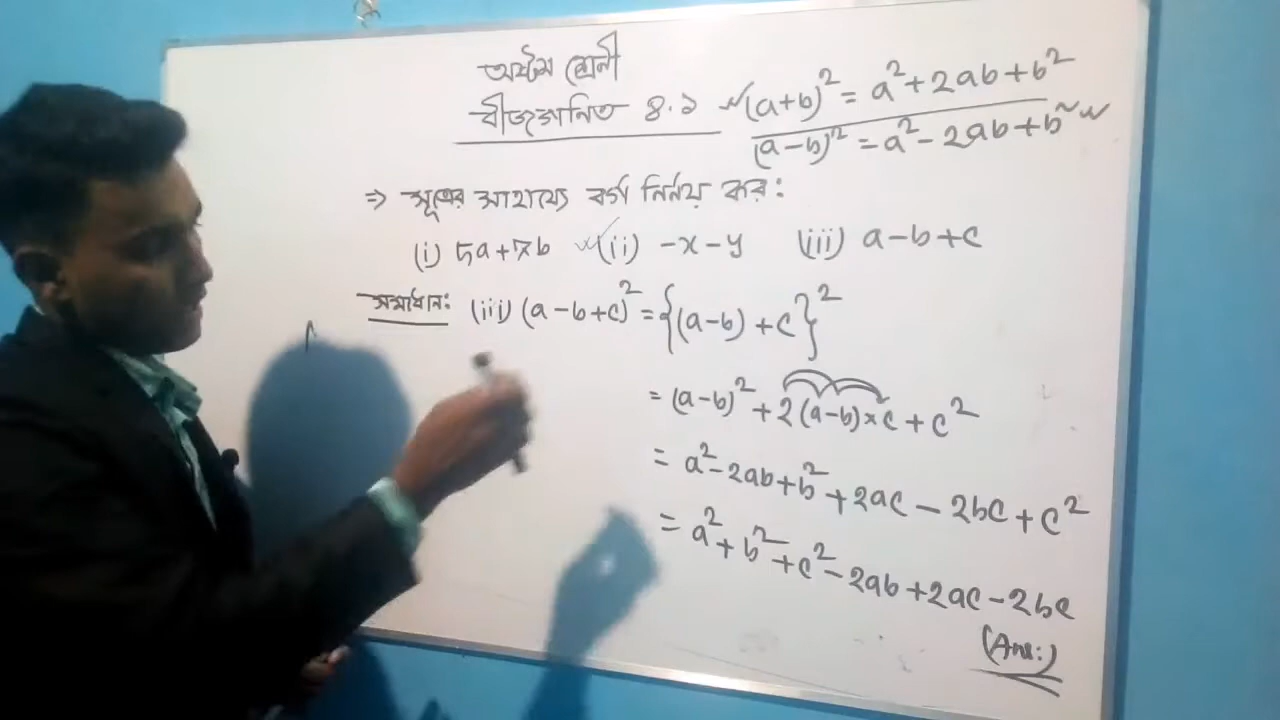 অষ্টম শ্রেণী
বীজগানিত ৪.১ (a+b)² = a²+2ab+b²
(a-b)² = a²-2ab+b²
⇒ সূত্রের সাহায্যে বর্গ নির্নয় কর:
(i) 5a+7b (ii) -x-y (iii) a-b+c
সমাধান: (iii) (a-b+c)² = {(a-b)+c}²
= (a-b)² + 2(a-b)×c + c²
= a²-2ab+b²+2ac-2bc+c²
= a²+b²+c²-2ab+2ac-2bc
(Ans:)